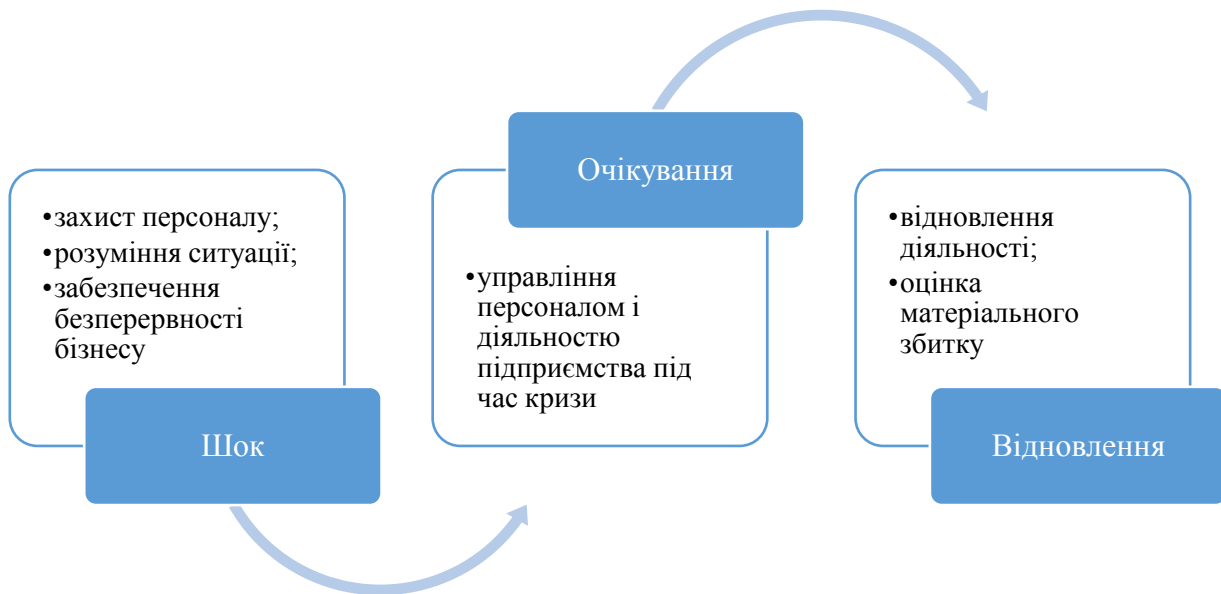 •захист персоналу;
•розуміння ситуації;
•забезпечення
безперервності
бізнесу
Шок
Очікування
•управління
персоналом і
діяльностю
підприємства під
час кризи
•відновлення
діяльності;
•оцінка
матеріального
збитку
Відновлення